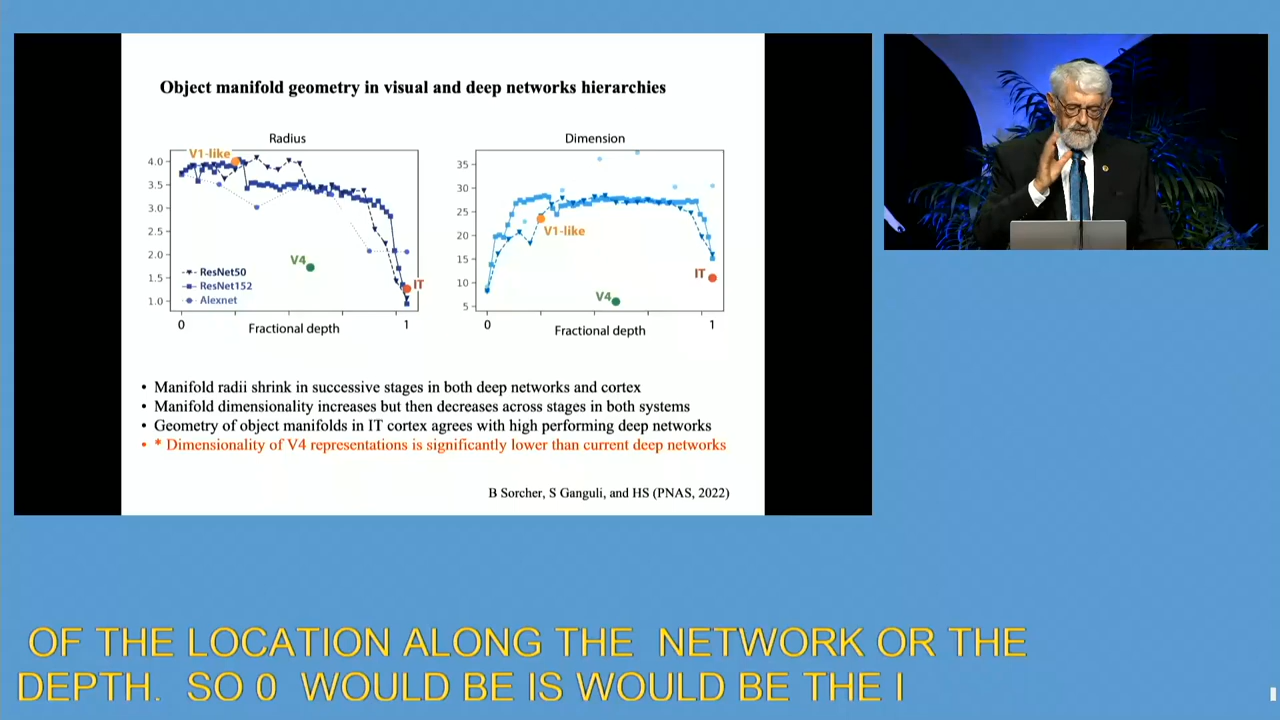 Object manifold geometry in visual and deep networks hierarchies
Radius
4.0
3.5
3.0
2.5
2.0
1.5
1.0
V1-like
V4
IT
ResNet50
ResNet152
Alexnet
0
1
Fractional depth
Dimension
35
30
25
20
15
10
5
V1-like
V4
IT
0
1
Fractional depth
• Manifold radii shrink in successive stages in both deep networks and cortex
• Manifold dimensionality increases but then decreases across stages in both systems
• Geometry of object manifolds in IT cortex agrees with high performing deep networks
• * Dimensionality of V4 representations is significantly lower than current deep networks
B Sorcher, S Ganguli, and HS (PNAS, 2022)
OF THE LOCATION ALONG THE NETWORK OR THE
DEPTH. SO 0 WOULD BE IS WOULD BE THE I